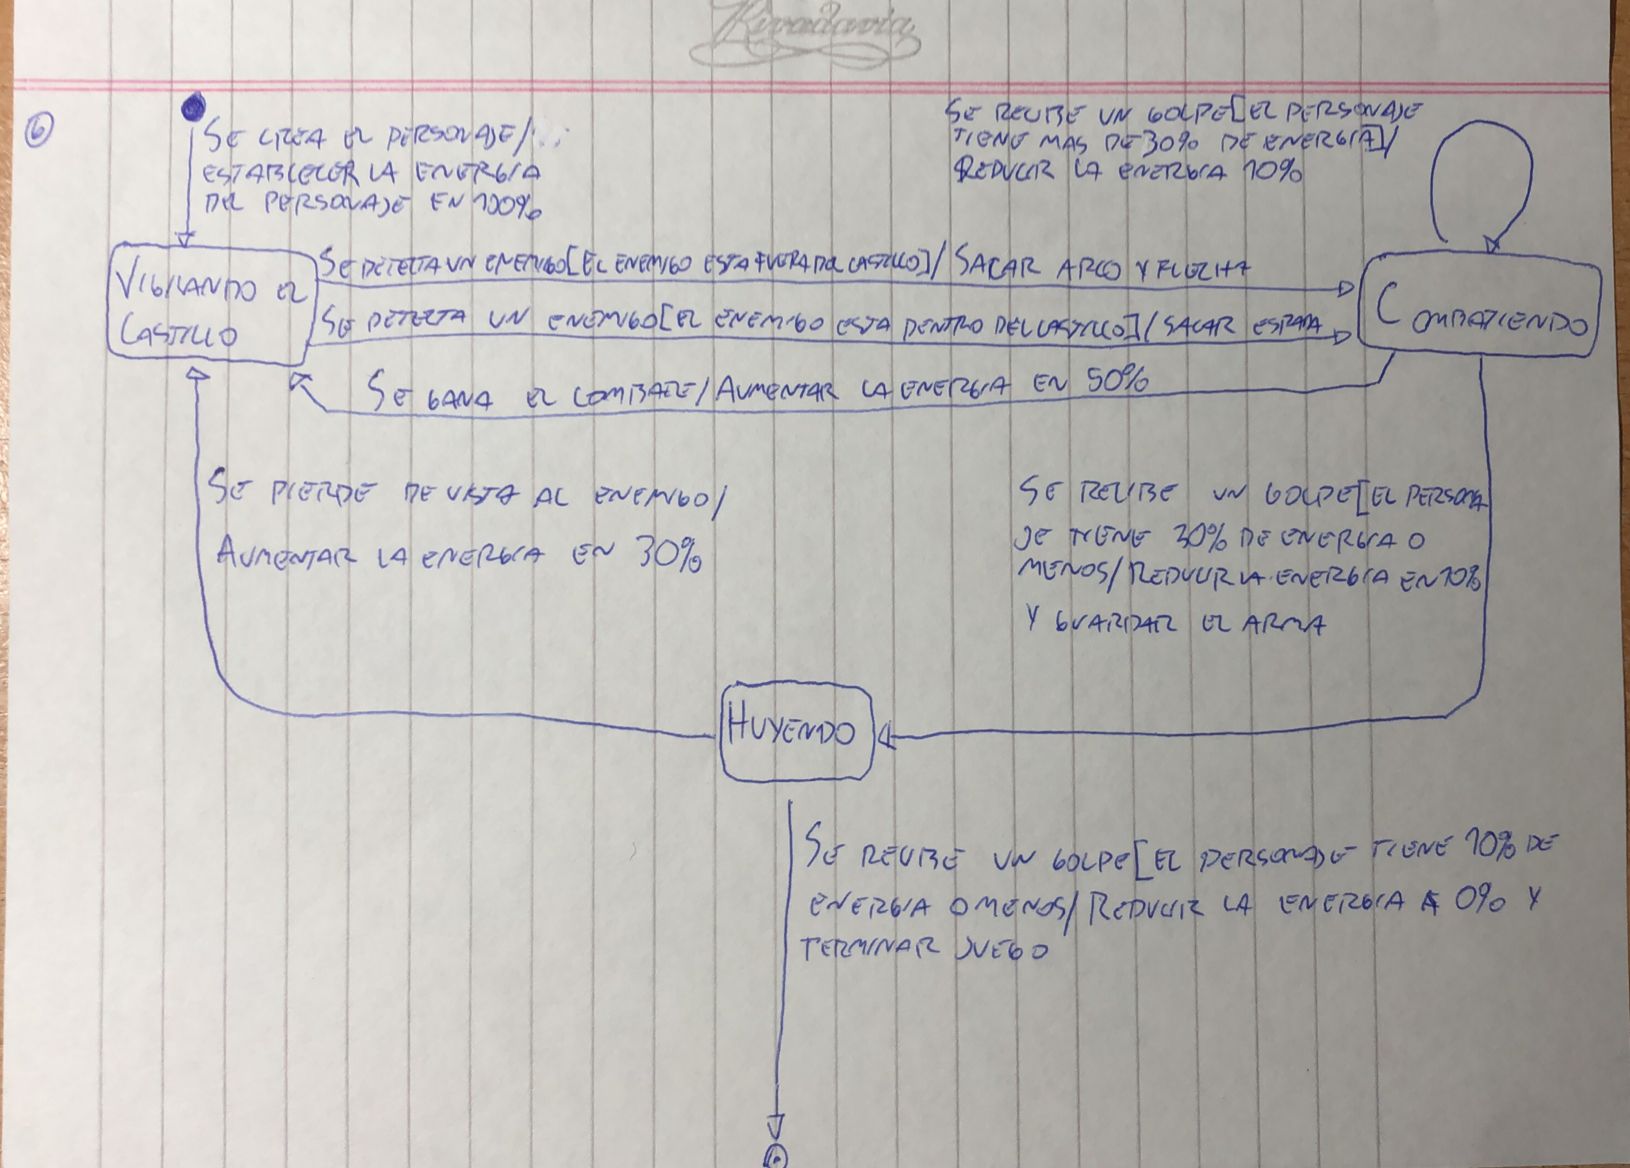 Rivadavia
6
SE CREA EL PERSONAJE/
ESTABLECER LA ENERGIA
DEL PERSONAJE EN 100%
SE RECIBE UN GOLPE[EL PERSONAJE
TIENE MAS DE 30% DE ENERGIA]/
REDUCIR LA ENERGIA 10%
VIGILANDO EL
CASTILLO
SE DETECTA UN ENEMIGO[EL ENEMIGO ESTA FUERA DEL CASTILLO]/ SACAR ARCO Y FLECHA
SE DETECTA UN ENEMIGO[EL ENEMIGO ESTA DENTRO DEL CASTILLO]/SACAR ESPADA
COMBATIENDO
SE GANA EL COMBATE/AUMENTAR LA ENERGIA EN 50%
SE PIERDE DE VISTA AL ENEMIGO/
AUMENTAR LA ENERGIA EN 30%
SE RECIBE UN GOLPE[EL PERSONA
JE TIENE 30% DE ENERGIA O
MENOS/REDUCIR LA ENERGIA EN 10%
Y GUARDAR EL ARMA
HUYENDO
SE RECIBE UN GOLPE[EL PERSONAJE TIENE 10% DE
ENERGIA O MENOS/REDUCIR LA ENERGIA A 0% Y
TERMINAR JUEGO